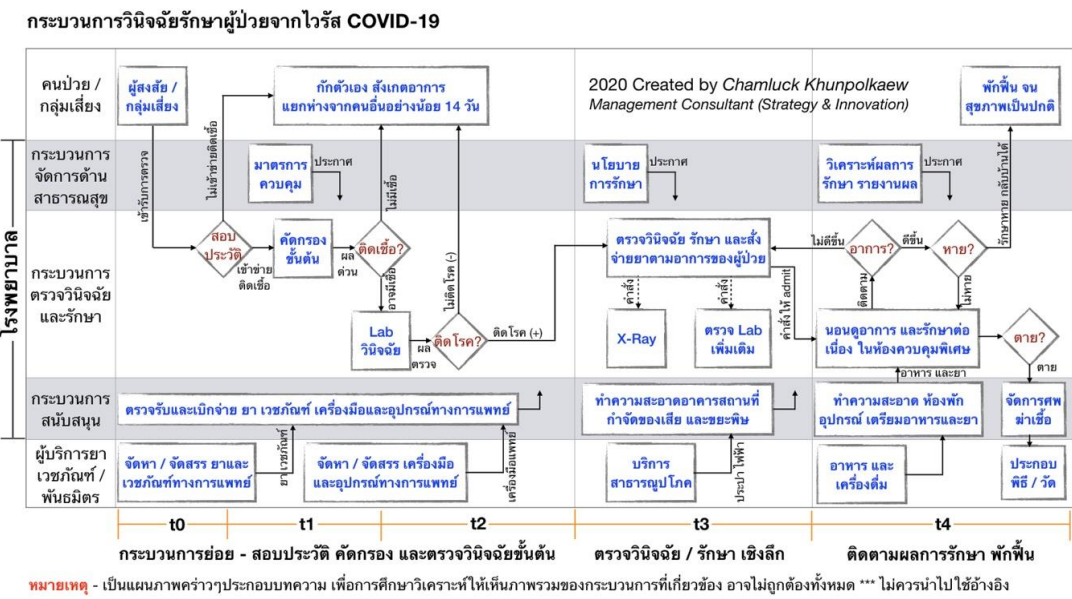 กระบวนการวินิจฉัยรักษาผู้ป่วยจากไวรัส COVID-19
คนป่วย /
กลุ่มเสี่ยง
ผู้สงสัย /
กลุ่มเสี่ยง
กักตัวเอง สังเกตอาการ
แยกห่างจากคนอื่นอย่างน้อย 14 วัน
2020 Created by Chamluck Khunpolkaew
Management Consultant (Strategy & Innovation)
พักฟื้น จน
สุขภาพเป็นปกติ
โรงพยาบาล
กระบวนการ
จัดการด้าน
สาธารณสุข
เข้ารับการตรวจ
ไม่เข้าข่ายติดเชื้อ
มาตรการ
ควบคุม
ประกาศ
ไม่มีเชื้อ
นโยบาย
การรักษา
ประกาศ
วิเคราะห์ผลการ
รักษา รายงานผล
ประกาศ
รักษาหาย กลับบ้านได้
กระบวนการ
ตรวจวินิจฉัย
และรักษา
สอบ
ประวัติ
เข้าข่าย
ติดเชื้อ
คัดกรอง
ขั้นต้น
ผล
ด่วน
ติดเชื้อ?
อาจมีเชื้อ
Lab
วินิจฉัย
ผล
ตรวจ
ติดโรค?
ไม่ติดโรค (-)
ติดโรค (+)
ตรวจวินิจฉัย รักษา และสั่ง
จ่ายยาตามอาการของผู้ป่วย
คำสั่ง
คำสั่ง
คำสั่งให้ admit
X-Ray
ตรวจ Lab
เพิ่มเติม
ไม่ดีขึ้น
อาการ?
ดีขึ้น
หาย?
ติดตาม
ไม่หาย
นอนดูอาการ และรักษาต่อ
เนื่อง ในห้องควบคุมพิเศษ
ตาย?
ตาย
อาหาร และยา
กระบวนการ
สนับสนุน
ตรวจรับและเบิกจ่าย ยา เวชภัณฑ์ เครื่องมือและอุปกรณ์ทางการแพทย์
ทำความสะอาดอาคารสถานที่
กำจัดของเสีย และขยะพิษ
ทำความสะอาด ห้องพัก
อุปกรณ์ เตรียมอาหารและยา
จัดการศพ
ฆ่าเชื้อ
ผู้บริการยา
เวชภัณฑ์ /
พันธมิตร
จัดหา / จัดสรร ยาและ
เวชภัณฑ์ทางการแพทย์
ยา เวชภัณฑ์
จัดหา / จัดสรร เครื่องมือ
และอุปกรณ์ทางการแพทย์
เครื่องมือแพทย์
บริการ
สาธารณูปโภค
ประปา ไฟฟ้า
อาหาร และ
เครื่องดื่ม
ประกอบ
พิธี / วัด
t0
t1
t2
t3
t4
กระบวนการย่อย - สอบประวัติ คัดกรอง และตรวจวินิจฉัยขั้นต้น
ตรวจวินิจฉัย / รักษา เชิงลึก
ติดตามผลการรักษา พักฟื้น
หมายเหตุ - เป็นแผนภาพคร่าวๆประกอบบทความ เพื่อการศึกษาวิเคราะห์ให้เห็นภาพรวมของกระบวนการที่เกี่ยวข้อง อาจไม่ถูกต้องทั้งหมด *** ไม่ควรนำไปใช้อ้างอิง